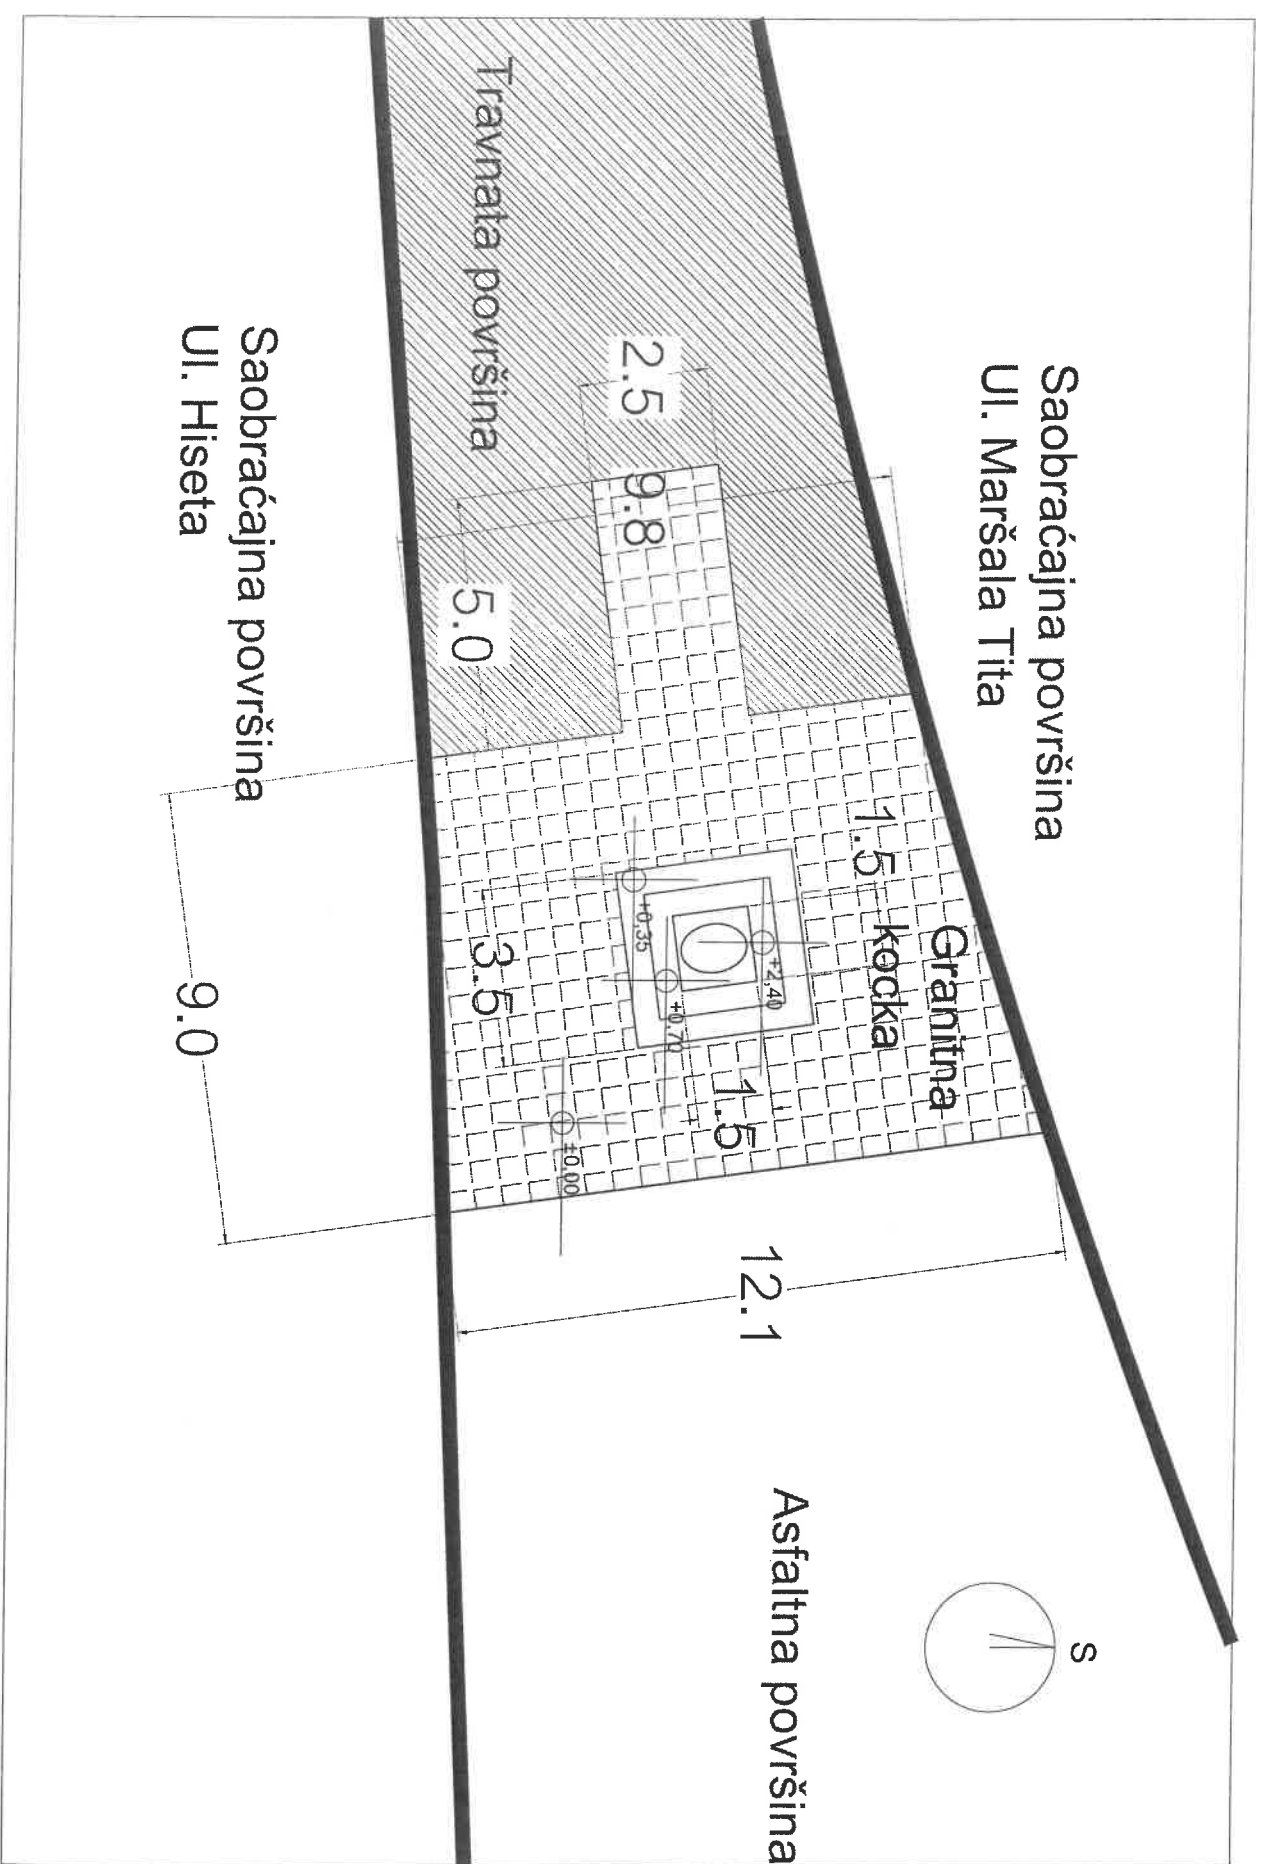 Saobraćajna površina
Ul. Maršala Tita
Granitna
kocka
1.5
+2,40
1.5
12.1
S
Asfaltna površina
2.5
9.8
+0.35
+0.70
±0.00
Travnata površina
5.0
3.5
Saobraćajna površina
Ul. Hiseta
9.0